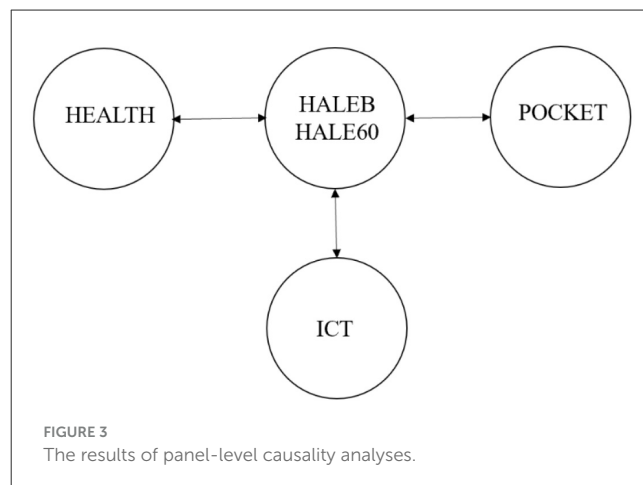 HEALTH
HALEB
HALE60
POCKET
ICT
FIGURE 3
The results of panel-level causality analyses.